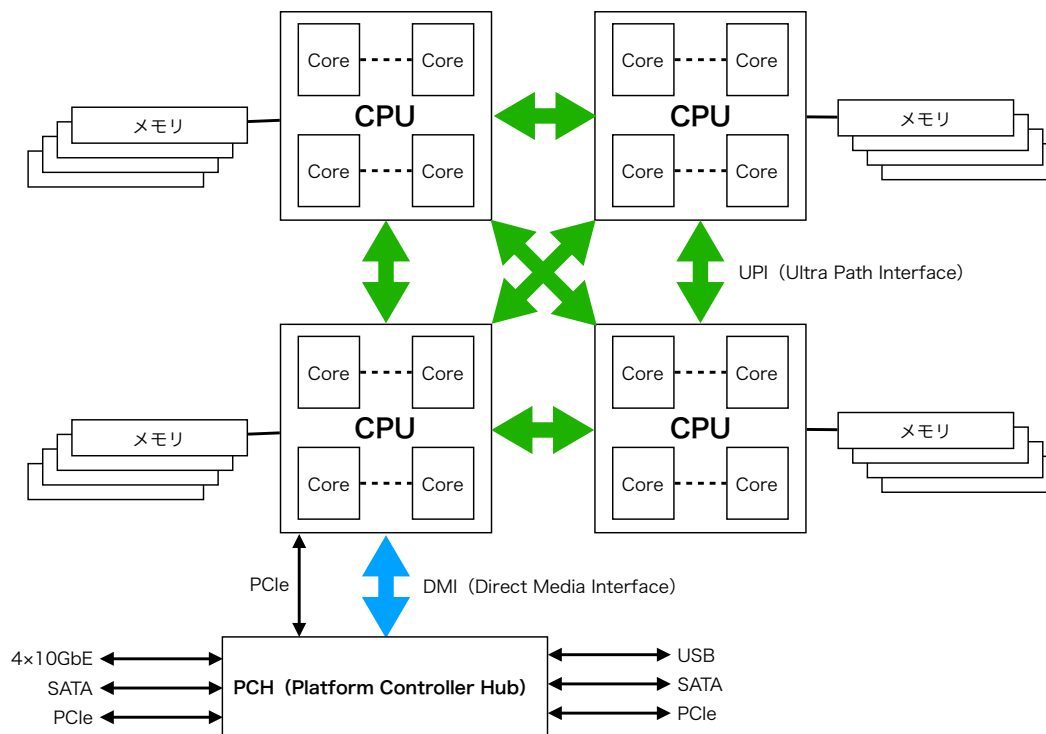 Core Core
Core Core
CPU
CPU
メモリ
メモリ
Core Core
Core Core
UPI（Ultra Path Interface）
Core Core
Core Core
CPU
CPU
メモリ
メモリ
Core Core
Core Core
PCIe
DMI（Direct Media Interface）
4×10GbE
USB
SATA
PCH（Platform Controller Hub）
SATA
PCIe
PCIe